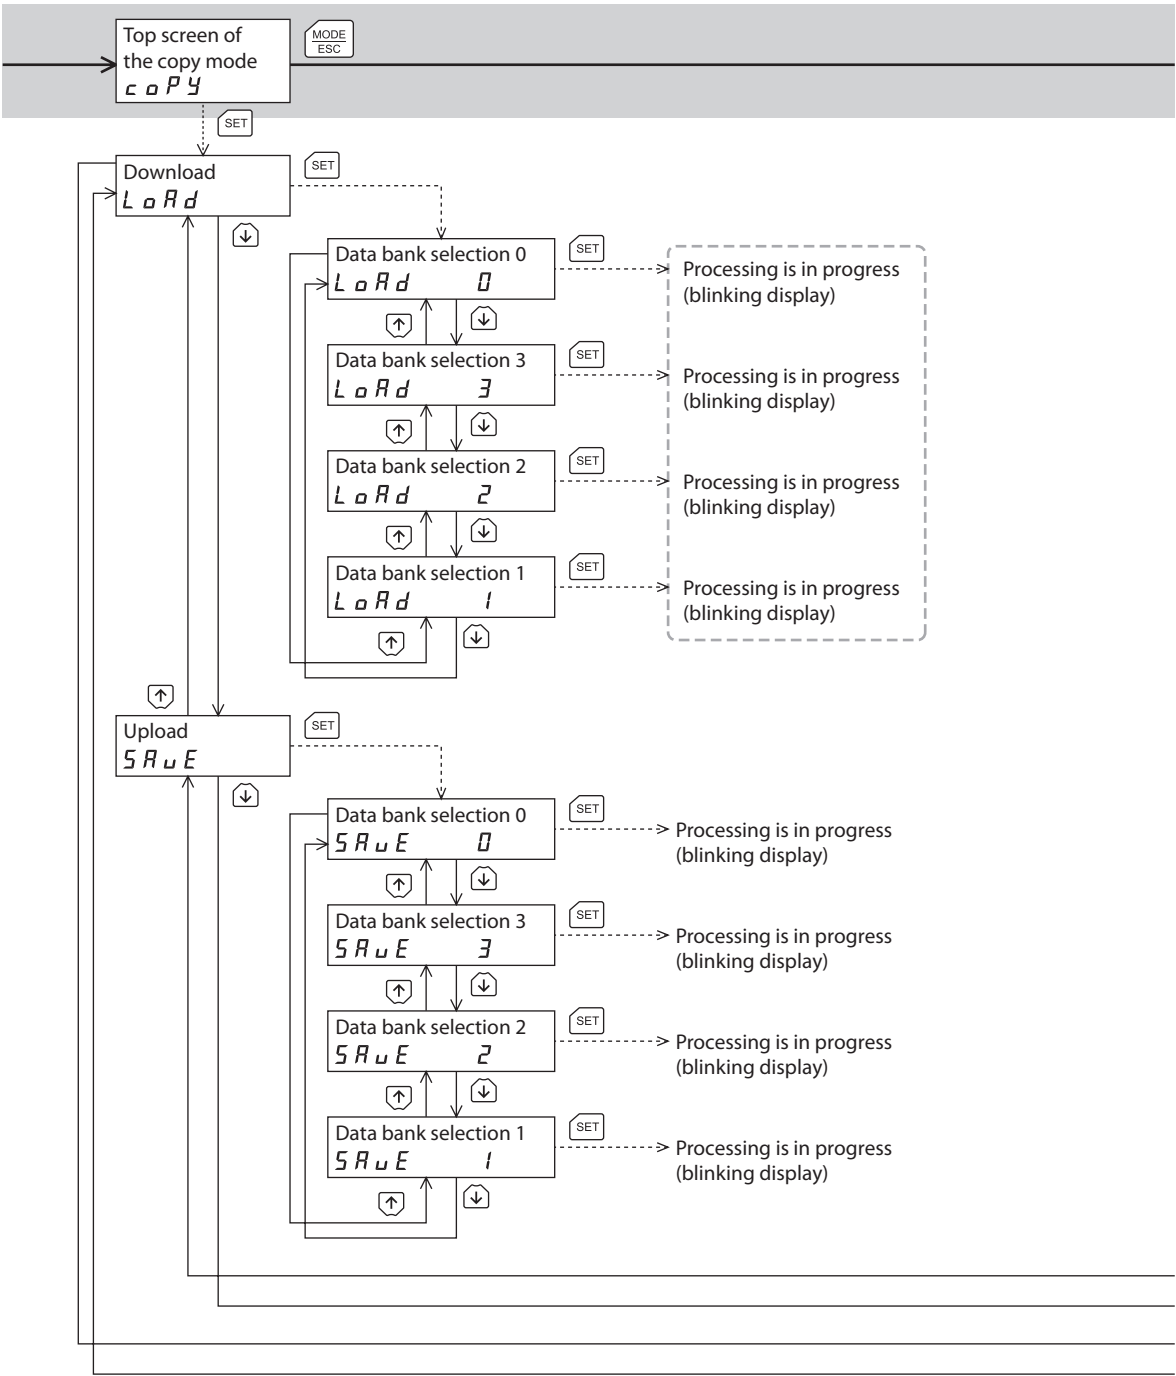 Top screen of
the copy mode
coPY
MODE
ESC
SET
Download
LoAd
SET
Data bank selection 0
LoAd 0
SET
Processing is in progress
(blinking display)
Data bank selection 3
LoAd 3
SET
Processing is in progress
(blinking display)
Data bank selection 2
LoAd 2
SET
Processing is in progress
(blinking display)
Data bank selection 1
LoAd 1
SET
Processing is in progress
(blinking display)
Upload
SAvE
SET
Data bank selection 0
SAvE 0
SET
Processing is in progress
(blinking display)
Data bank selection 3
SAvE 3
SET
Processing is in progress
(blinking display)
Data bank selection 2
SAvE 2
SET
Processing is in progress
(blinking display)
Data bank selection 1
SAvE 1
SET
Processing is in progress
(blinking display)